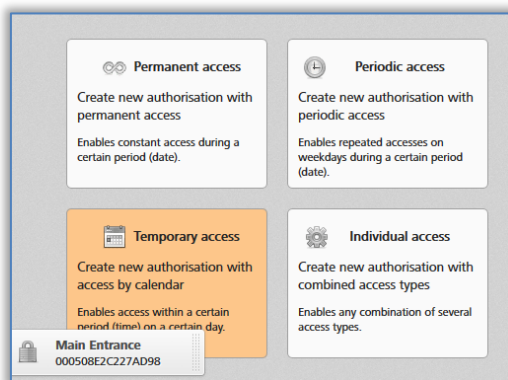 Permanent access
Create new authorisation with
permanent access
Enables constant access during a
certain period (date).
Periodic access
Create new authorisation with
periodic access
Enables repeated accesses on
weekdays during a certain period
(date).
Temporary access
Create new authorisation with
access by calendar
Enables access within a certain
period (time) on a certain day.
Individual access
Create new authorisation with
combined access types
Enables any combination of several
access types.
Main Entrance
000508E2C227AD98